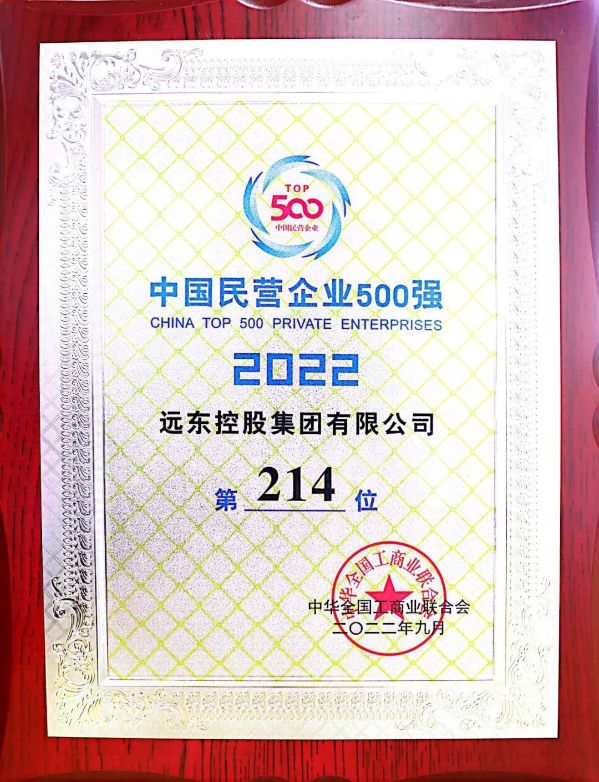 TOP
500
中国民营企业
中国民营企业500强
CHINA TOP 500 PRIVATE ENTERPRISES
2022
远东控股集团有限公司
第 214 位
中华全国工商业联合会
中华全国工商业联合会
二〇二二年九月